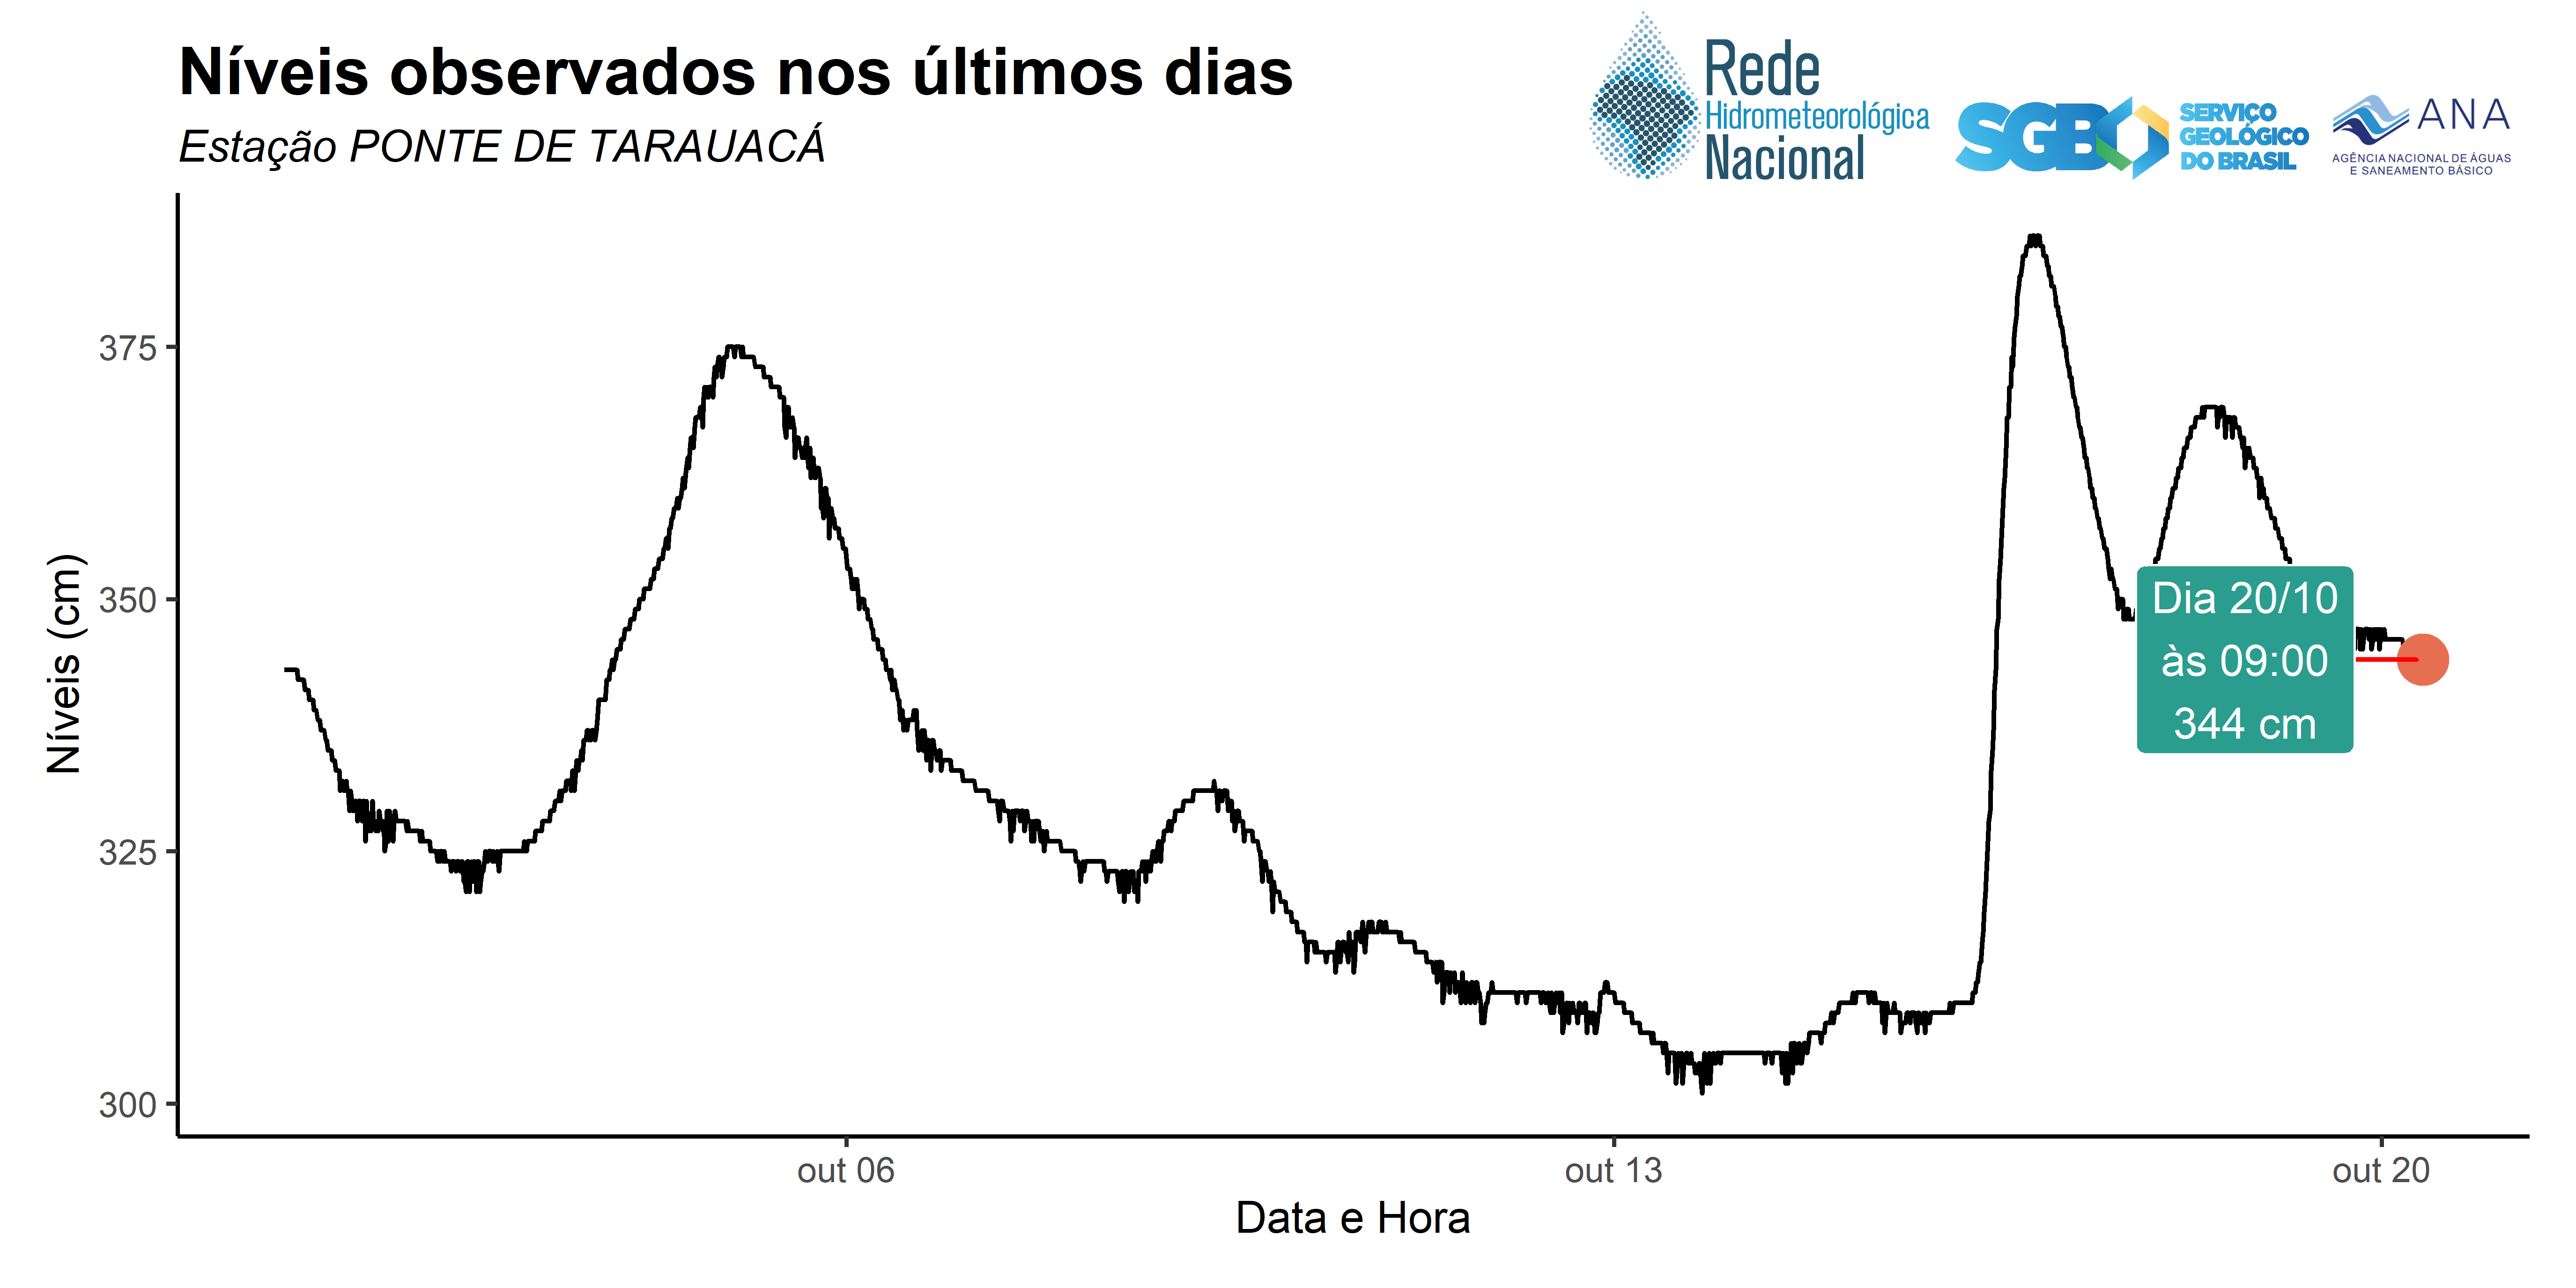 Níveis observados nos últimos dias
Estação PONTE DE TARAUACÁ
Rede
Hidrometeorológica
Nacional
SGB
SERVIÇO
GEOLÓGICO
DO BRASIL
ANA
AGÊNCIA NACIONAL DE ÁGUAS
E SANEAMENTO BÁSICO
Níveis (cm)
375
350
325
300
Dia 20/10
às 09:00
344 cm
out 06
out 13
out 20
Data e Hora